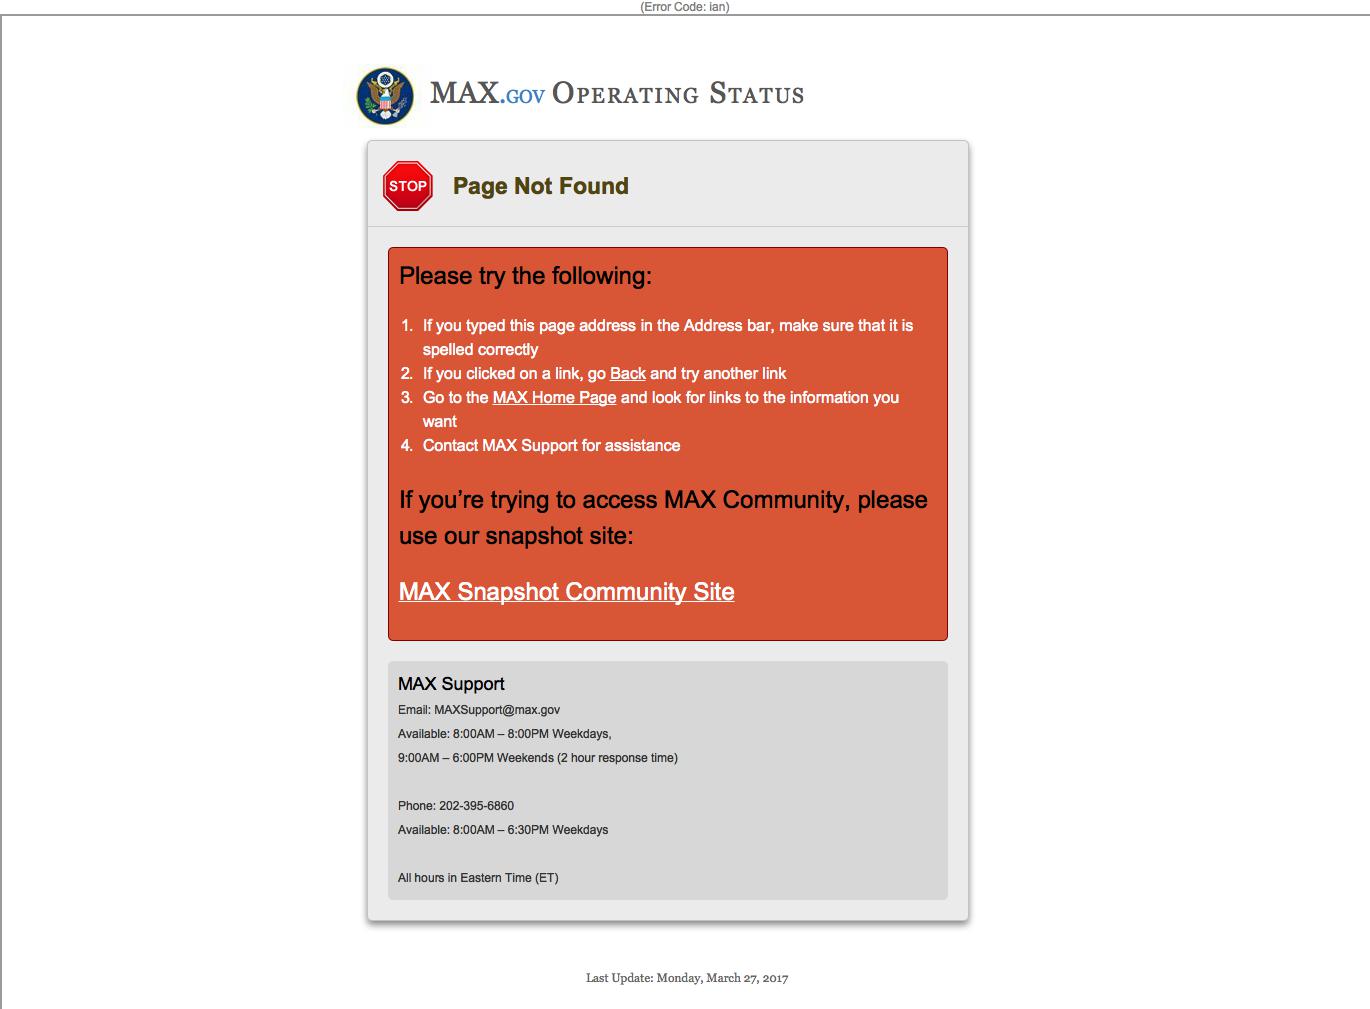 (Error Code: ian)
MAX.gov Operating Status
STOP
Page Not Found
Please try the following:
1. If you typed this page address in the Address bar, make sure that it is
spelled correctly
2. If you clicked on a link, go Back and try another link
3. Go to the MAX Home Page and look for links to the information you
want
4. Contact MAX Support for assistance
If you’re trying to access MAX Community, please
use our snapshot site:
MAX Snapshot Community Site
MAX Support
Email: MAXSupport@max.gov
Available: 8:00AM – 8:00PM Weekdays,
9:00AM – 6:00PM Weekends (2 hour response time)
Phone: 202-395-6860
Available: 8:00AM – 6:30PM Weekdays
All hours in Eastern Time (ET)
Last Update: Monday, March 27, 2017